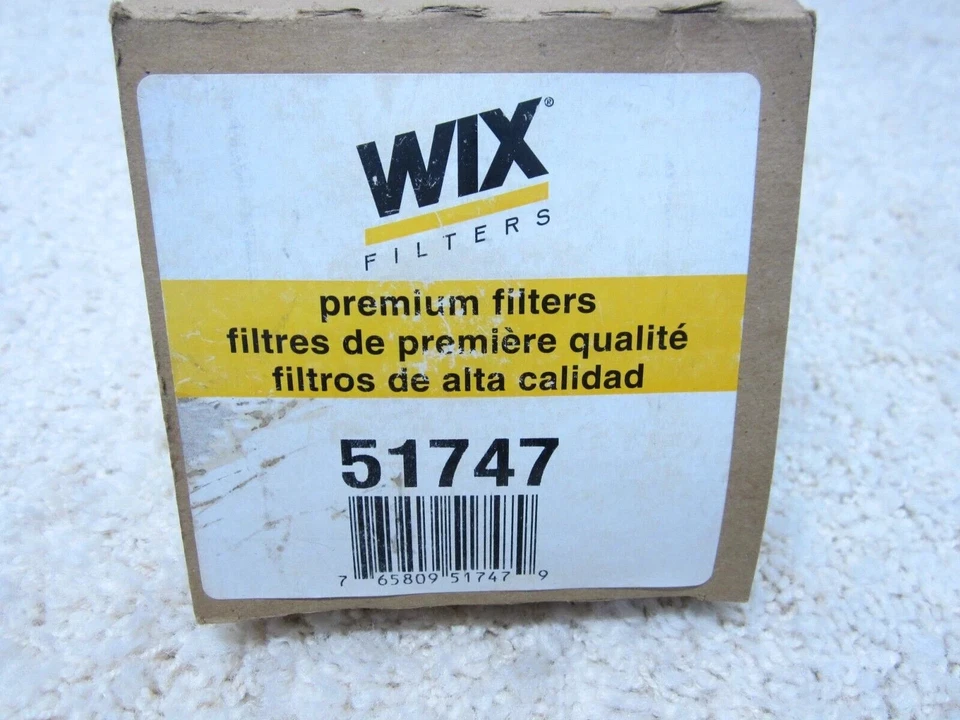 WIX®
FILTERS
premium filters
filtres de première qualité
filtros de alta calidad
51747
7 65809 51747 9